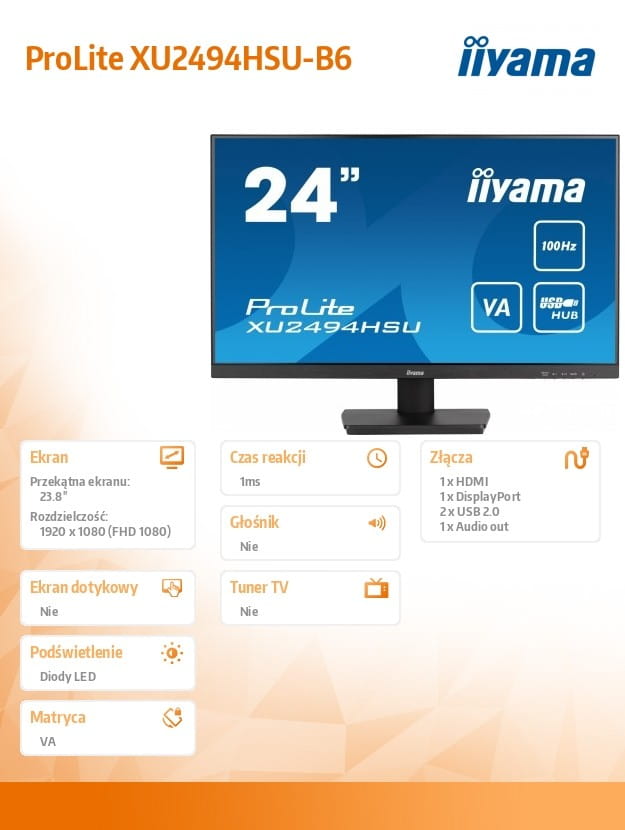 ProLite XU2494HSU-B6
iiyama
24”
iiyama
100Hz
VA
USB
HUB
ProLite
XU2494HSU
iiyama
Ekran
Przekątna ekranu:
23.8"
Rozdzielczość:
1920 x 1080 (FHD 1080)
Czas reakcji
1ms
Złącza
1 x HDMI
1 x DisplayPort
2 x USB 2.0
1 x Audio out
Głośnik
Nie
Ekran dotykowy
Nie
Tuner TV
Nie
Podświetlenie
Diody LED
Matryca
VA